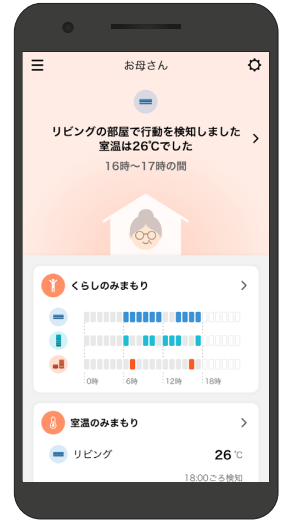 お母さん
リビングの部屋で行動を検知しました
室温は26℃でした
16時〜17時の間
くらしのみまもり
0時 6時 12時 18時
室温のみまもり
リビング 26℃
18:00ごろ検知